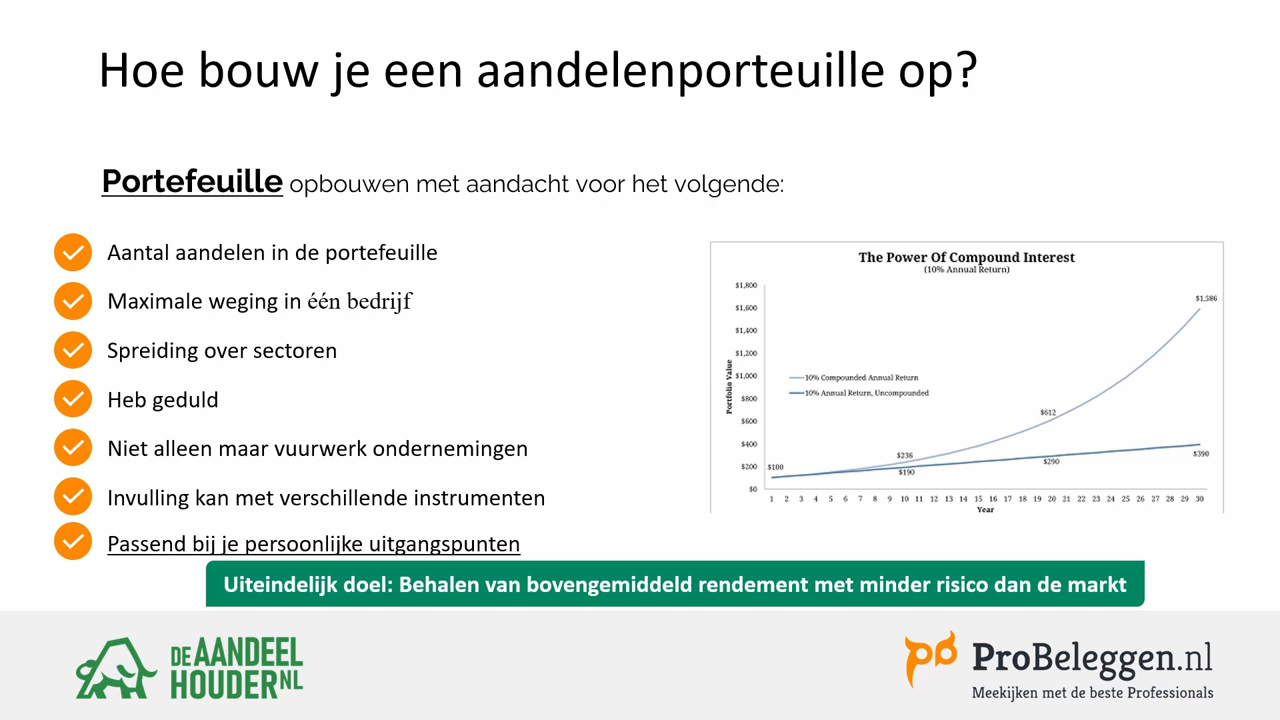 Hoe bouw je een aandelenporteuille op?
Portefeuille opbouwen met aandacht voor het volgende:
Aantal aandelen in de portefeuille
Maximale weging in één bedrijf
Spreiding over sectoren
Heb geduld
Niet alleen maar vuurwerk ondernemingen
Invulling kan met verschillende instrumenten
Passend bij je persoonlijke uitgangspunten
The Power Of Compound Interest
(10% Annual Return)
$1,800
$1,600
$1,400
$1,200
$1,000
$800
$600
$400
$200
$0
Portfolio Value
10% Compounded Annual Return
10% Annual Return, Uncompounded
$100
$236
$190
$612
$290
$1,586
$390
1 2 3 4 5 6 7 8 9 10 11 12 13 14 15 16 17 18 19 20 21 22 23 24 25 26 27 28 29 30
Year
Uiteindelijk doel: Behalen van bovengemiddeld rendement met minder risico dan de markt
DE AANDEEL
HOUDER NL
ProBeleggen.nl
Meekijken met de beste Professionals